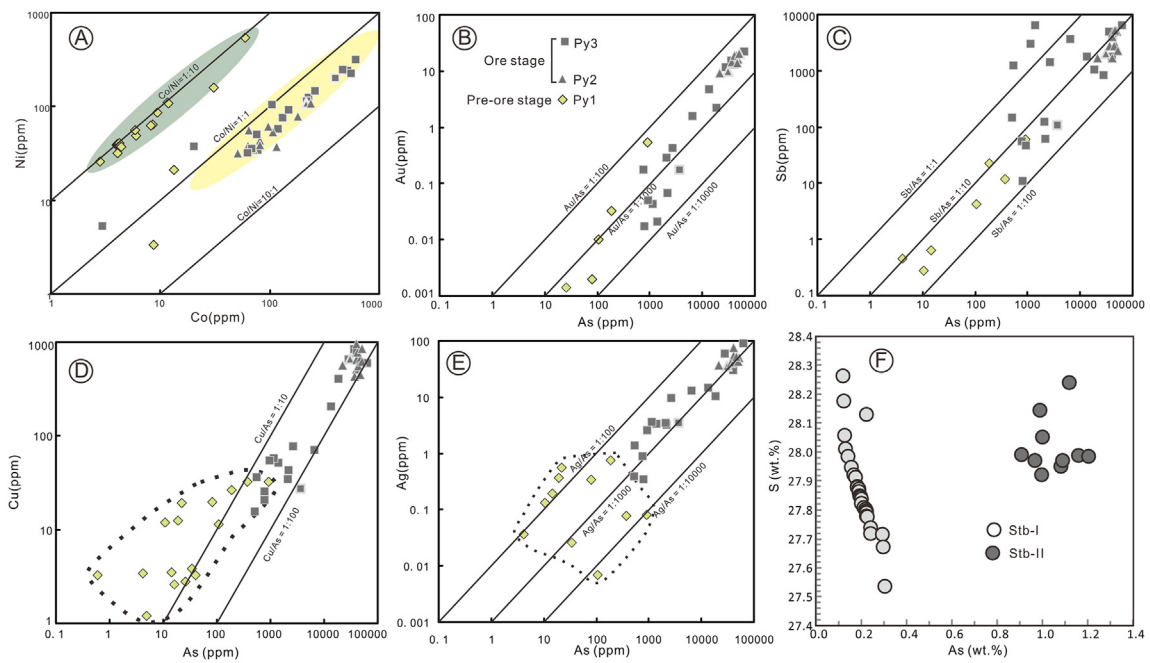 A
1000
100
10
1
Ni(ppm)
1
10
100
1000
Co(ppm)
Co/Ni=1:10
Co/Ni=1:1
Co/Ni=10:1
B
Ore stage
Py3
Py2
Pre-ore stage
Py1
100
10
1
0.1
0.01
0.001
Au(ppm)
0.1
1
10
100
1000
10000
100000
As (ppm)
Au/As = 1:100
Au/As = 1:1000
Au/As = 1:10000
C
10000
1000
100
10
1
0.1
Sb(ppm)
0.1
1
10
100
1000
10000
100000
As (ppm)
Sb/As = 1:1
Sb/As = 1:10
Sb/As = 1:100
D
1000
100
10
1
Cu(ppm)
0.1
1
10
100
1000
10000
100000
As (ppm)
Cu/As = 1:10
Cu/As = 1:100
E
100
10
1
0.1
0.01
0.001
Ag(ppm)
0.1
1
10
100
1000
10000
100000
As (ppm)
Ag/As = 1:100
Ag/As = 1:1000
Ag/As = 1:10000
F
28.4
28.3
28.2
28.1
28.0
27.9
27.8
27.7
27.6
27.5
27.4
S (wt.%)
0.0
0.2
0.4
0.6
0.8
1.0
1.2
1.4
As (wt.%)
Stb-I
Stb-II